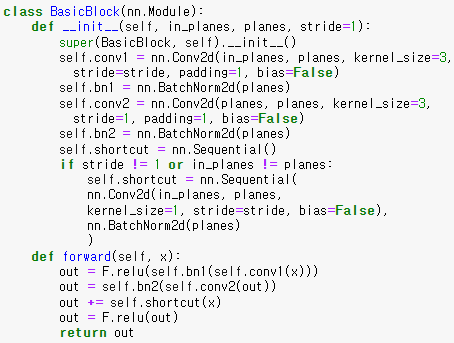 class BasicBlock(nn.Module):
    def __init__(self, in_planes, planes, stride=1):
        super(BasicBlock, self).__init__()
        self.conv1 = nn.Conv2d(in_planes, planes, kernel_size=3,
            stride=stride, padding=1, bias=False)
        self.bn1 = nn.BatchNorm2d(planes)
        self.conv2 = nn.Conv2d(planes, planes, kernel_size=3,
            stride=1, padding=1, bias=False)
        self.bn2 = nn.BatchNorm2d(planes)
        self.shortcut = nn.Sequential()
        if stride != 1 or in_planes != planes:
            self.shortcut = nn.Sequential(
            nn.Conv2d(in_planes, planes,
            kernel_size=1, stride=stride, bias=False),
            nn.BatchNorm2d(planes)
            )
    def forward(self, x):
        out = F.relu(self.bn1(self.conv1(x)))
        out = self.bn2(self.conv2(out))
        out += self.shortcut(x)
        out = F.relu(out)
        return out